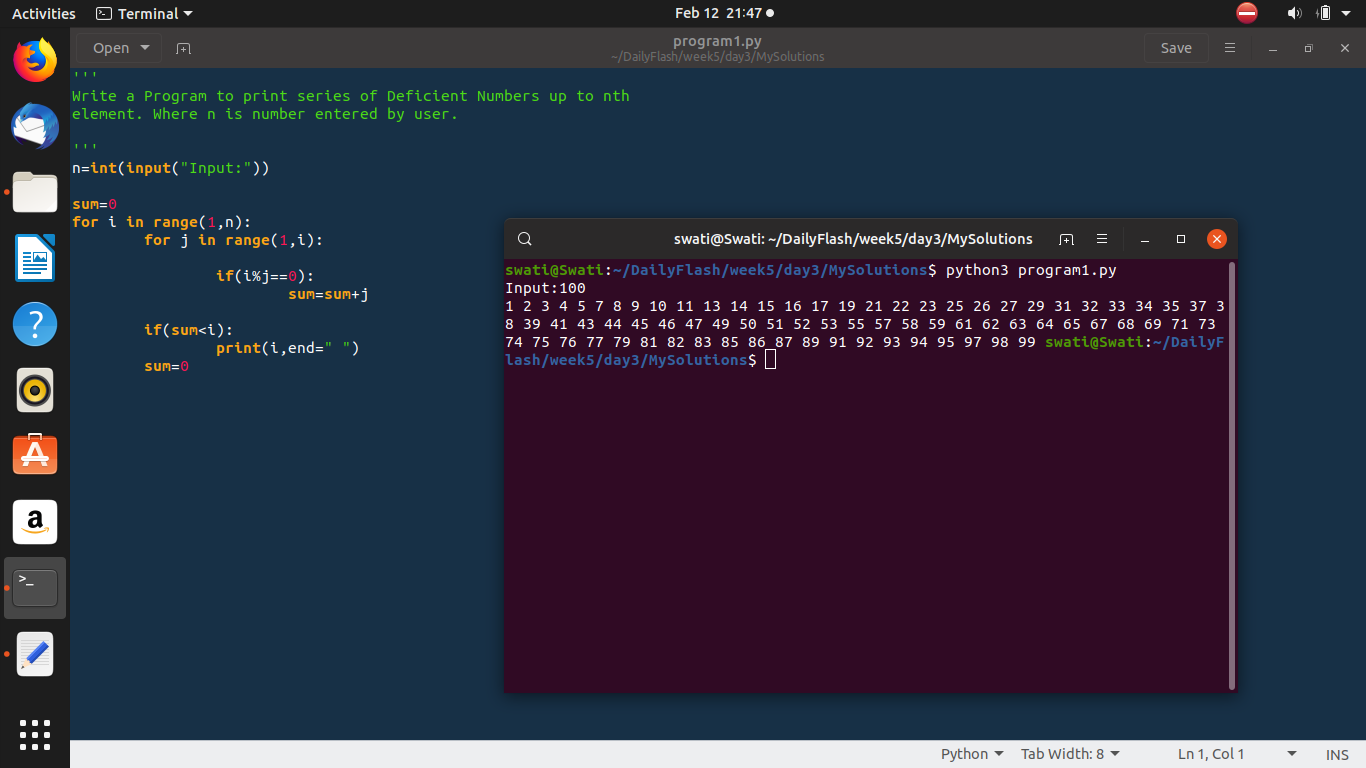 Activities Terminal Feb 12 21:47
Open program1.py Save
~/DailyFlash/week5/day3/MySolutions
'''
Write a Program to print series of Deficient Numbers up to nth
element. Where n is number entered by user.
'''
n=int(input("Input:"))
sum=0
for i in range(1,n):
for j in range(1,i):
if(i%j==0):
sum=sum+j
if(sum<i):
print(i,end=" ")
sum=0
swati@Swati: ~/DailyFlash/week5/day3/MySolutions
swati@Swati:~/DailyFlash/week5/day3/MySolutions$ python3 program1.py
Input:100
1 2 3 4 5 7 8 9 10 11 13 14 15 16 17 19 21 22 23 25 26 27 29 31 32 33 34 35 37 3
8 39 41 43 44 45 46 47 49 50 51 52 53 55 57 58 59 61 62 63 64 65 67 68 69 71 73
74 75 76 77 79 81 82 83 85 86 87 89 91 92 93 94 95 97 98 99 swati@Swati:~/DailyF
lash/week5/day3/MySolutions$
?
A
a
>_
Python Tab Width: 8 Ln 1, Col 1 INS